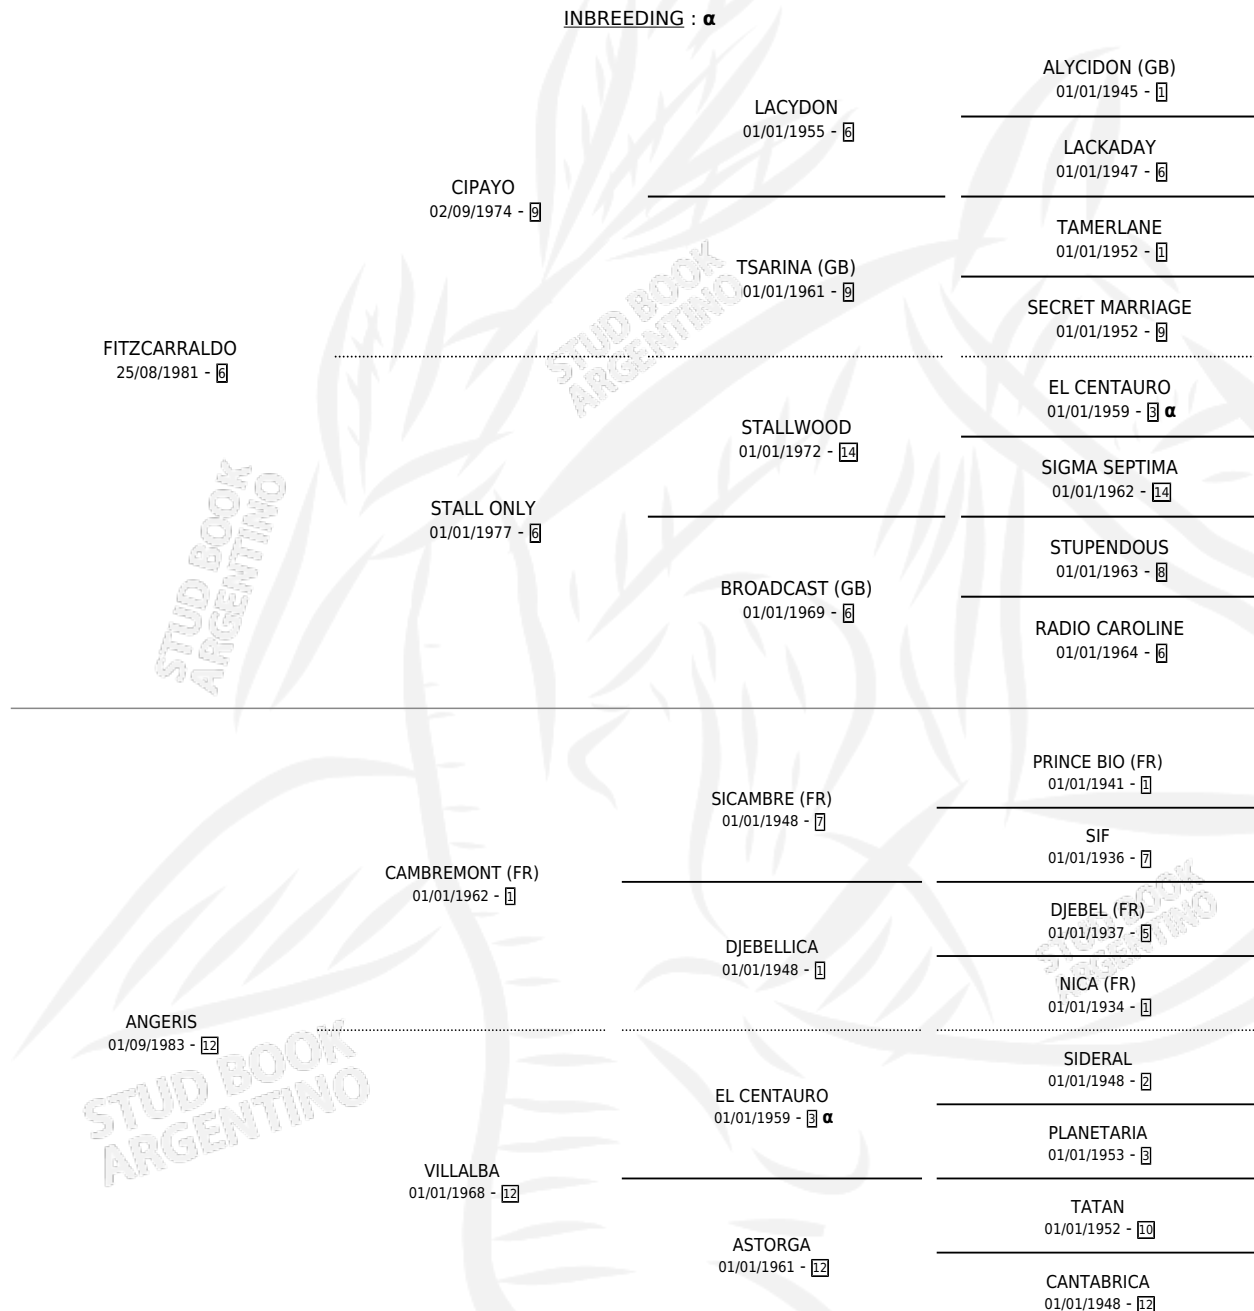 INBREEDING : α
ALYCIDON (GB)
01/01/1945 - 1
LACYDON
01/01/1955 - 6
LACKADAY
01/01/1947 - 6
CIPAYO
02/09/1974 - 9
TAMERLANE
01/01/1952 - 1
TSARINA (GB)
01/01/1961 - 9
SECRET MARRIAGE
01/01/1952 - 9
FITZCARRALDO
25/08/1981 - 6
EL CENTAURO
01/01/1959 - 3 α
STALLWOOD
01/01/1972 - 14
SIGMA SEPTIMA
01/01/1962 - 14
STALL ONLY
01/01/1977 - 6
STUPENDOUS
01/01/1963 - 8
BROADCAST (GB)
01/01/1969 - 6
RADIO CAROLINE
01/01/1964 - 6
PRINCE BIO (FR)
01/01/1941 - 1
SICAMBRE (FR)
01/01/1948 - 7
SIF
01/01/1936 - 7
CAMBREMONT (FR)
01/01/1962 - 1
DJEBEL (FR)
01/01/1937 - 5
DJEBELLICA
01/01/1948 - 1
NICA (FR)
01/01/1934 - 1
ANGERIS
01/09/1983 - 12
SIDERAL
01/01/1948 - 2
EL CENTAURO
01/01/1959 - 3 α
PLANETARIA
01/01/1953 - 3
VILLALBA
01/01/1968 - 12
TATAN
01/01/1952 - 10
ASTORGA
01/01/1961 - 12
CANTABRICA
01/01/1948 - 12
STUD BOOK
ARGENTINO
STUD BOOK
ARGENTINO
STUD BOOK
ARGENTINO
STUD BOOK
ARGENTINO